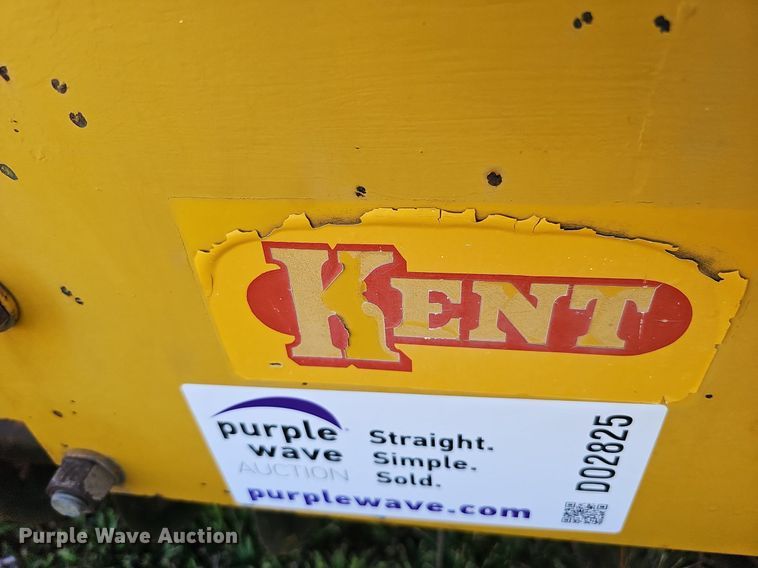 KENT
purple
wave
AUCTION
Straight.
Simple.
Sold.
purplewave.com
DO2825
Purple Wave Auction